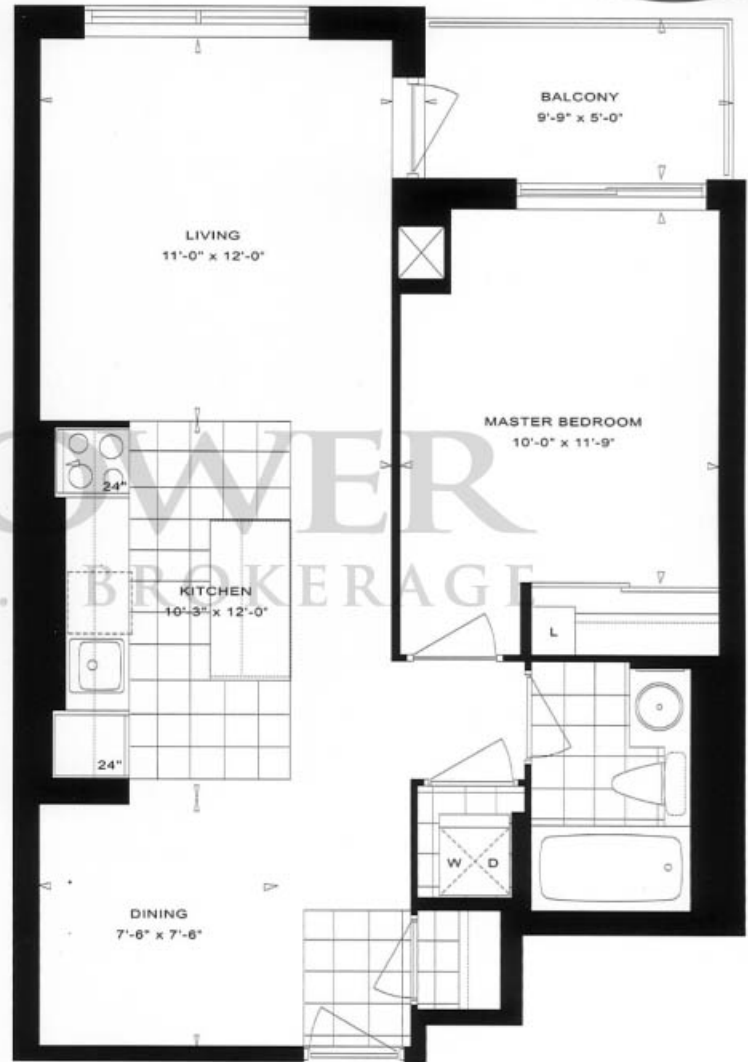 BALCONY
9'-9" x 5'-0"
LIVING
11'-0" x 12'-0"
MASTER BEDROOM
10'-0" x 11'-9"
OWER
BROKERAGE
24"
KITCHEN
10'-3" x 12'-0"
L
24"
W D
DINING
7'-6" x 7'-6"